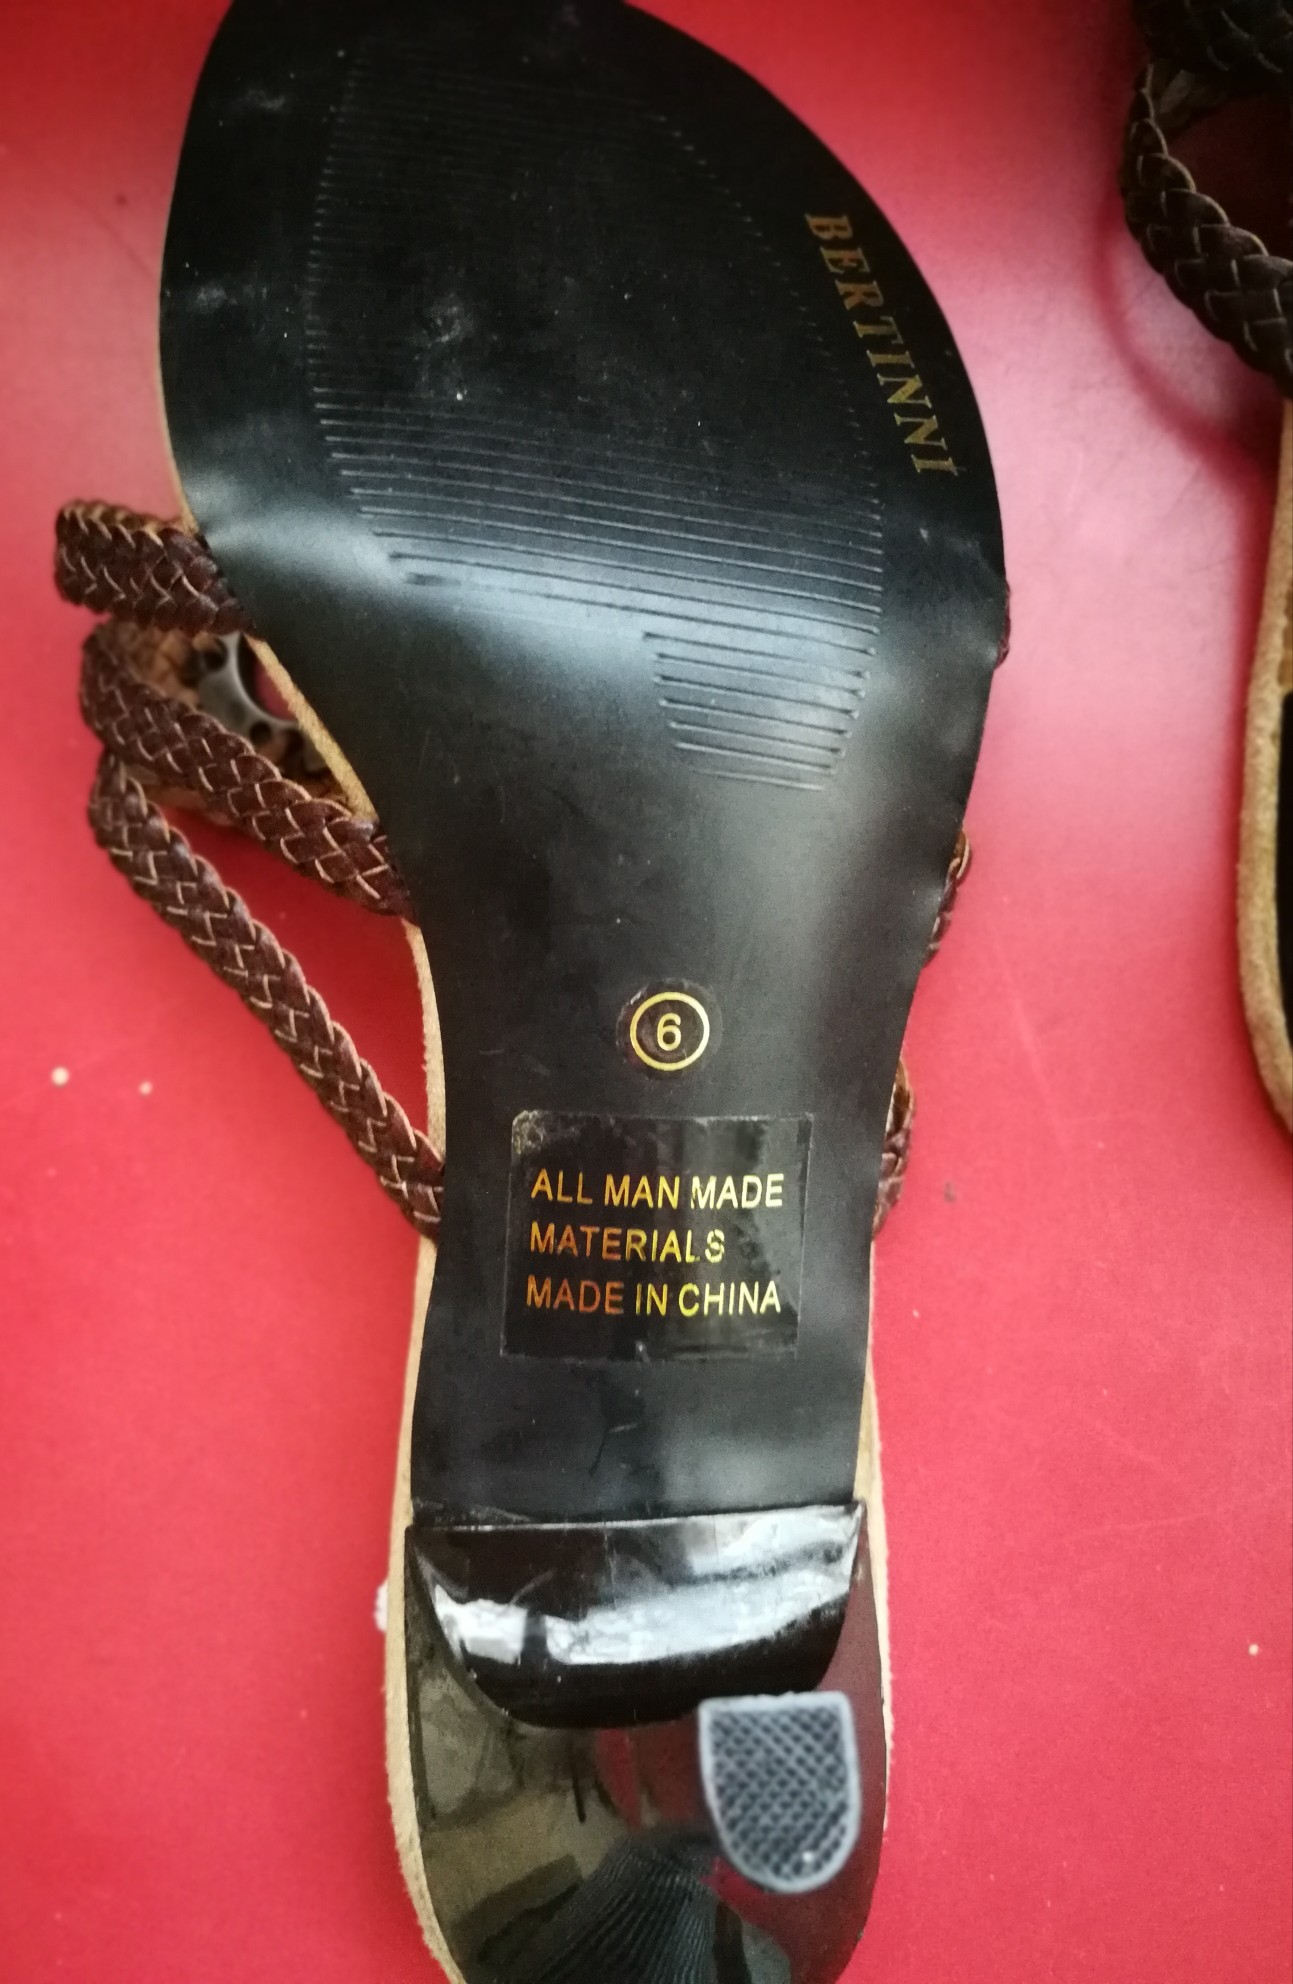 BERTINNI
6
ALL MAN MADE
MATERIALS
MADE IN CHINA